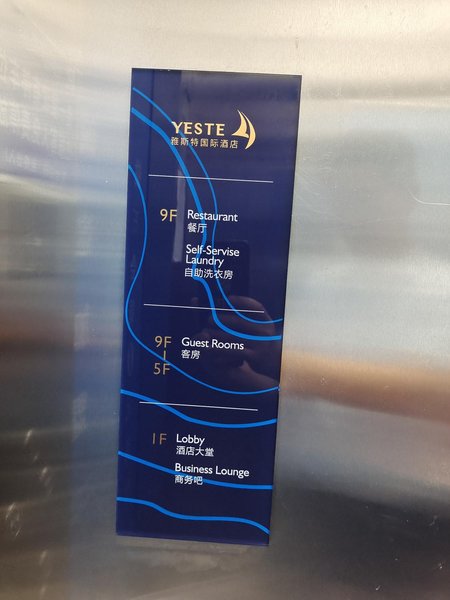 YESTE
雅斯特国际酒店
9F Restaurant
餐厅
Self-Servise
Laundry
自助洗衣房
9F
|
5F
Guest Rooms
客房
1F Lobby
酒店大堂
Business Lounge
商务吧